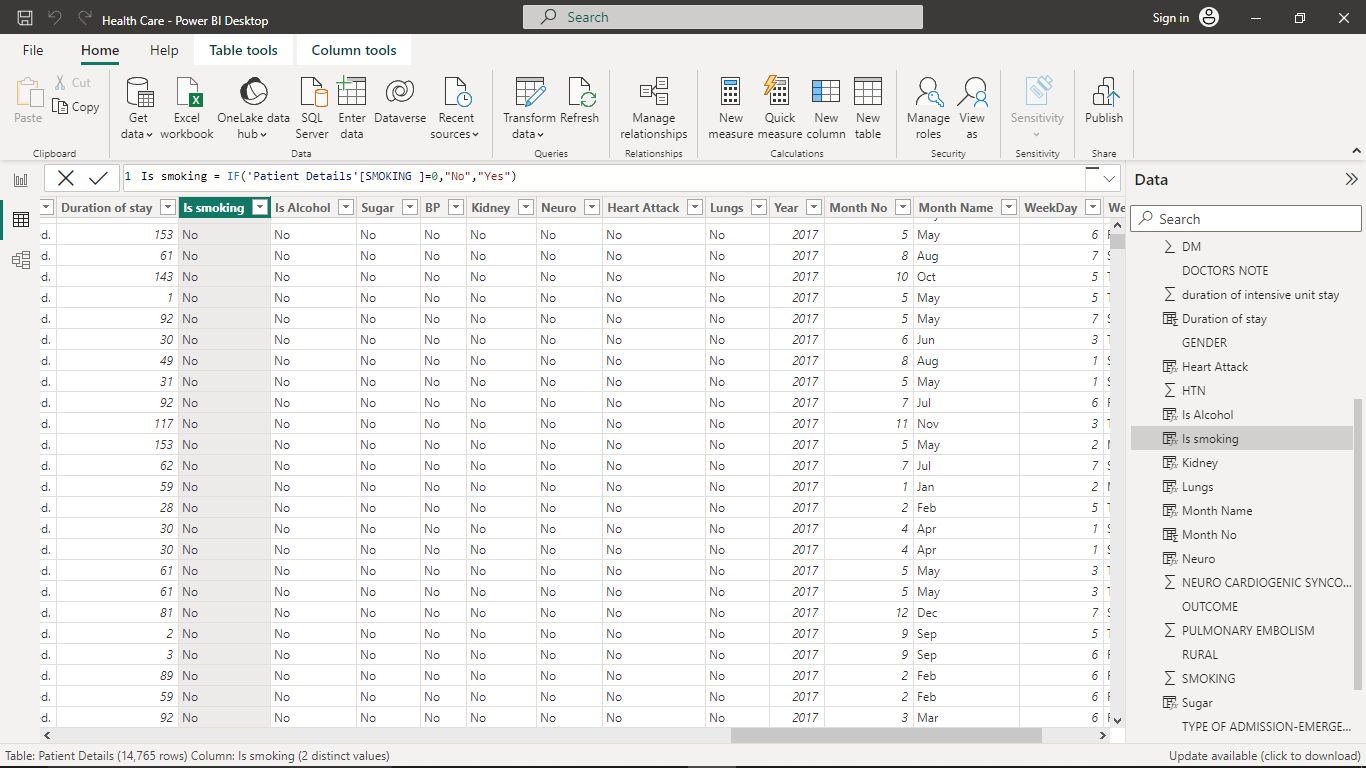 Health Care - Power BI Desktop
Search
Sign in
File Home Help Table tools Column tools
Paste
Cut
Copy
Get data
Excel workbook
OneLake data hub
SQL Server
Enter data
Dataverse
Recent sources
Transform data
Refresh
Manage relationships
New measure
Quick measure
New column
New table
Manage roles
View as
Sensitivity
Publish
Clipboard Data Queries Relationships Calculations Security Sensitivity Share
1 Is smoking = IF('Patient Details'[SMOKING ]=0,"No","Yes")
Duration of stay Is smoking Is Alcohol Sugar BP Kidney Neuro Heart Attack Lungs Year Month No Month Name WeekDay We
d. 153 No No No No No No No No 2017 5 May 6
d. 61 No No No No No No No No 2017 8 Aug 7
d. 143 No No No No No No No No 2017 10 Oct 5
d. 1 No No No No No No No No 2017 5 May 5
d. 92 No No No No No No No No 2017 5 May 7
d. 30 No No No No No No No No 2017 6 Jun 3
d. 49 No No No No No No No No 2017 8 Aug 1
d. 31 No No No No No No No No 2017 5 May 1
d. 92 No No No No No No No No 2017 7 Jul 6
d. 117 No No No No No No No No 2017 11 Nov 3
d. 153 No No No No No No No No 2017 5 May 2
d. 62 No No No No No No No No 2017 7 Jul 7
d. 59 No No No No No No No No 2017 1 Jan 2
d. 28 No No No No No No No No 2017 2 Feb 5
d. 30 No No No No No No No No 2017 4 Apr 1
d. 30 No No No No No No No No 2017 4 Apr 1
d. 61 No No No No No No No No 2017 5 May 3
d. 61 No No No No No No No No 2017 5 May 3
d. 81 No No No No No No No No 2017 12 Dec 7
d. 2 No No No No No No No No 2017 9 Sep 5
d. 3 No No No No No No No No 2017 9 Sep 6
d. 89 No No No No No No No No 2017 2 Feb 6
d. 59 No No No No No No No No 2017 2 Feb 6
d. 92 No No No No No No No No 2017 3 Mar 6
Data
Search
DM
DOCTORS NOTE
duration of intensive unit stay
Duration of stay
GENDER
Heart Attack
HTN
Is Alcohol
Is smoking
Kidney
Lungs
Month Name
Month No
Neuro
NEURO CARDIOGENIC SYNCO...
OUTCOME
PULMONARY EMBOLISM
RURAL
SMOKING
Sugar
TYPE OF ADMISSION-EMERGE...
Table: Patient Details (14,765 rows) Column: Is smoking (2 distinct values)
Update available (click to download)